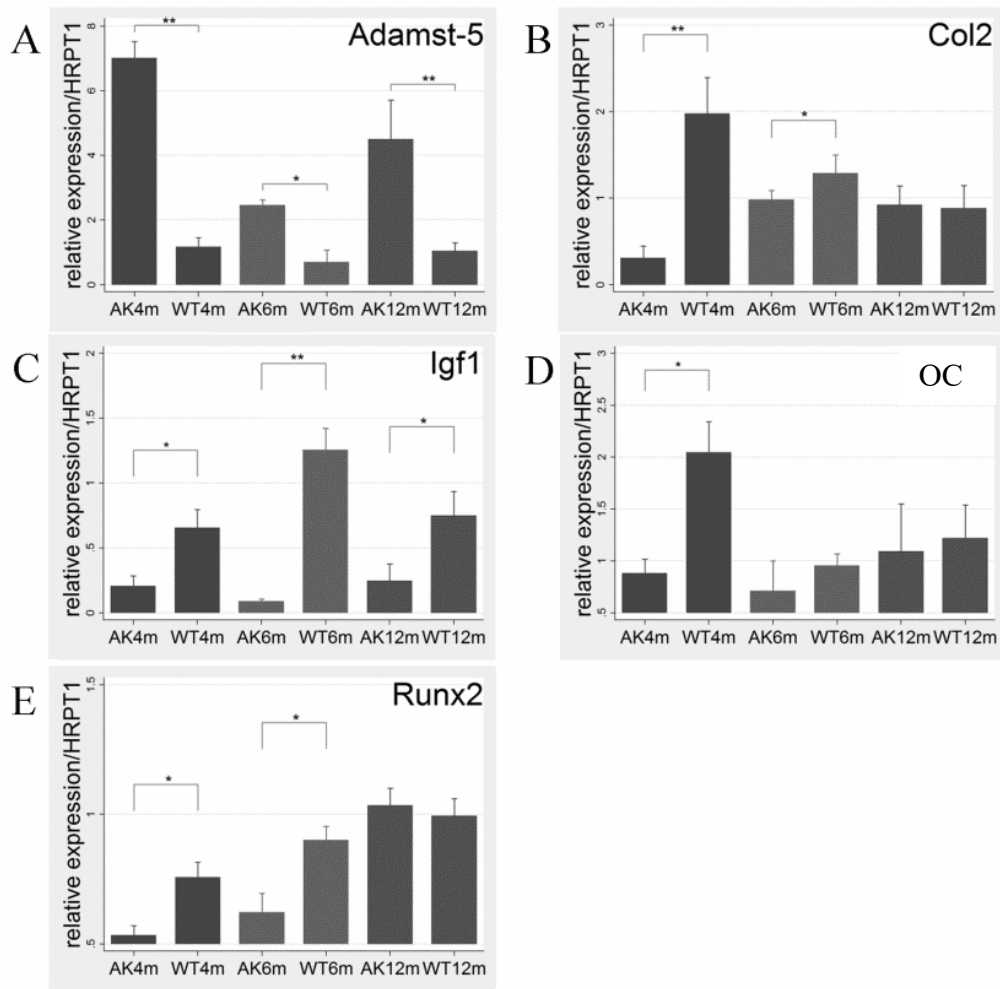 A
Adamst-5
relative expression/HRPT1
0 2 4 6 8
** * **
AK4m WT4m AK6m WT6m AK12m WT12m
B
Col2
relative expression/HRPT1
0 1 2 3
** *
AK4m WT4m AK6m WT6m AK12m WT12m
C
Igf1
relative expression/HRPT1
0 .5 1 1.5 2
* ** *
AK4m WT4m AK6m WT6m AK12m WT12m
D
OC
relative expression/HRPT1
.5 1 1.5 2 2.5 3
*
AK4m WT4m AK6m WT6m AK12m WT12m
E
Runx2
relative expression/HRPT1
.5 1 1.5
* *
AK4m WT4m AK6m WT6m AK12m WT12m